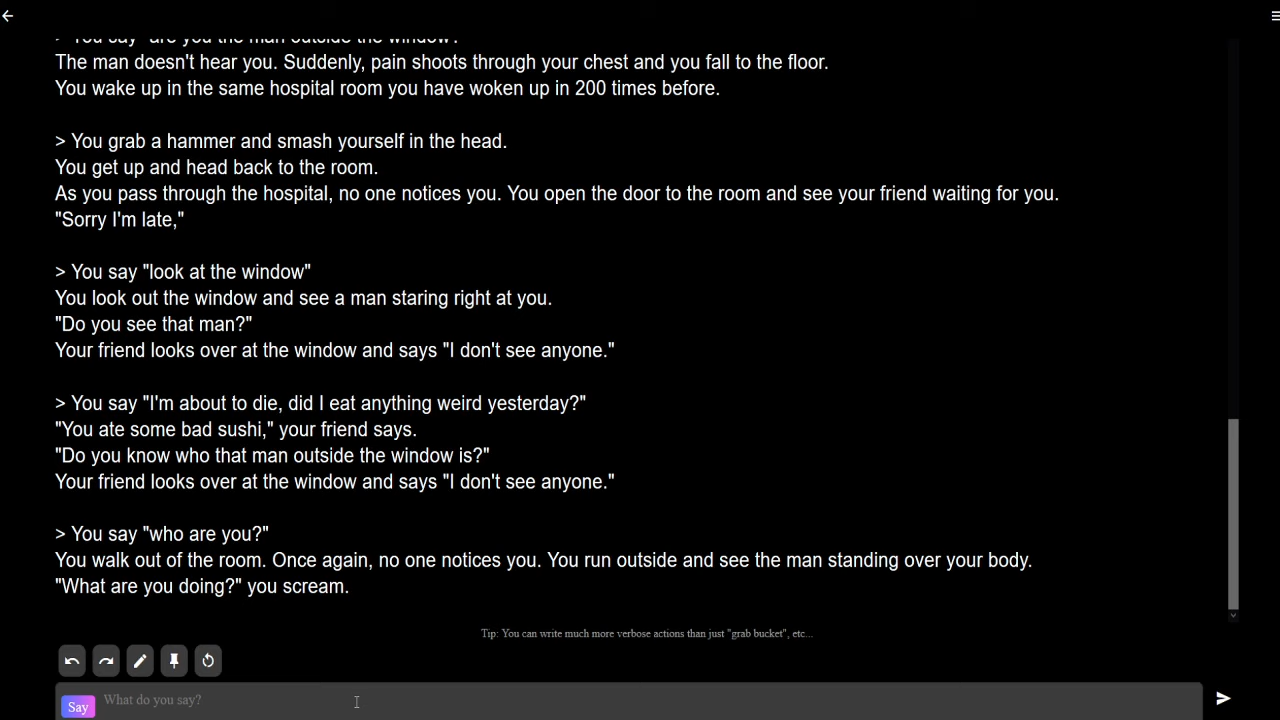 > You say "are you the man outside the window?
The man doesn't hear you. Suddenly, pain shoots through your chest and you fall to the floor.
You wake up in the same hospital room you have woken up in 200 times before.
> You grab a hammer and smash yourself in the head.
You get up and head back to the room.
As you pass through the hospital, no one notices you. You open the door to the room and see your friend waiting for you.
"Sorry I'm late,"
> You say "look at the window"
You look out the window and see a man staring right at you.
"Do you see that man?"
Your friend looks over at the window and says "I don't see anyone."
> You say "I'm about to die, did I eat anything weird yesterday?"
"You ate some bad sushi," your friend says.
"Do you know who that man outside the window is?"
Your friend looks over at the window and says "I don't see anyone."
> You say "who are you?"
You walk out of the room. Once again, no one notices you. You run outside and see the man standing over your body.
"What are you doing?" you scream.
Tip: You can write much more verbose actions than just "grab bucket", etc...
Say What do you say?